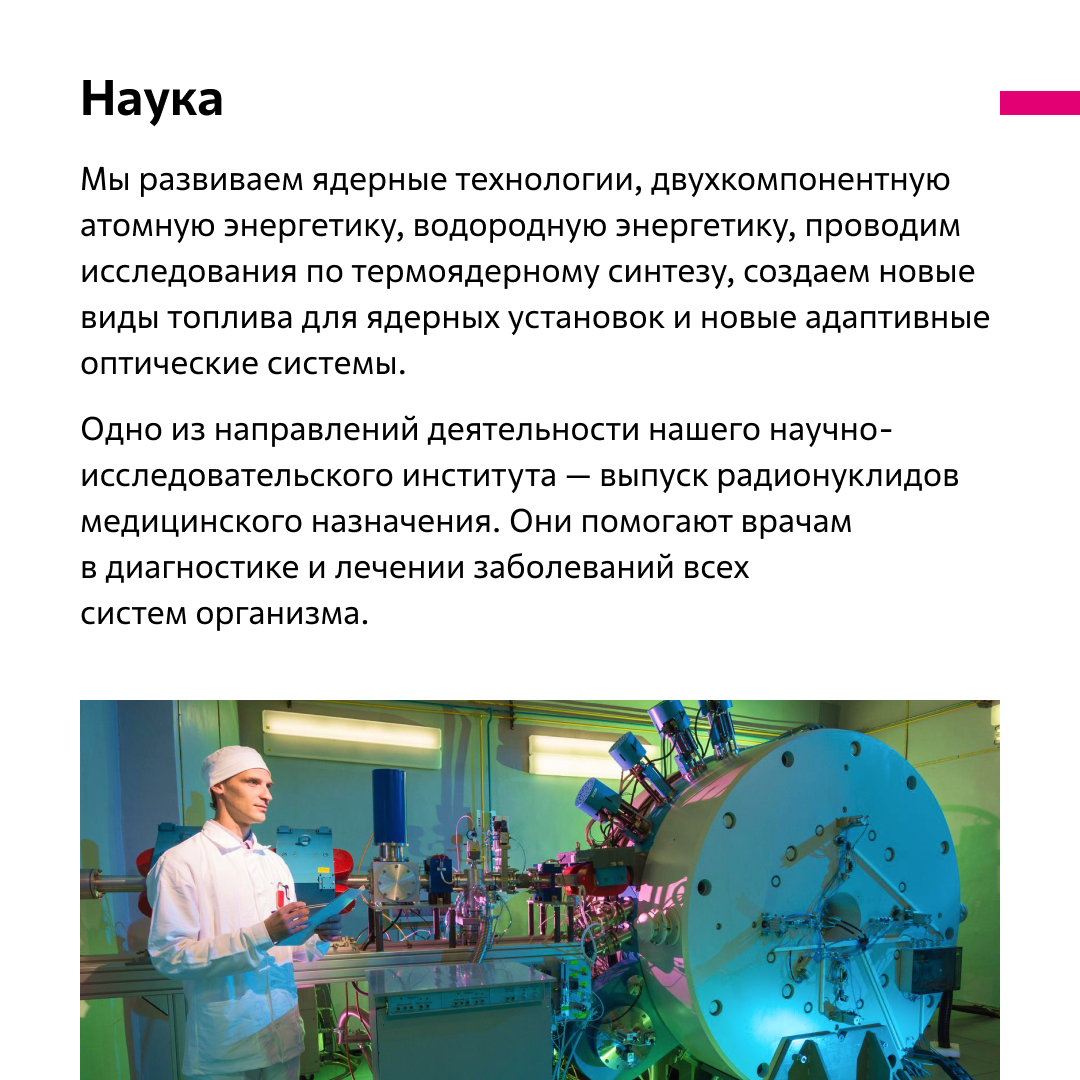 Наука
Мы развиваем ядерные технологии, двухкомпонентную
атомную энергетику, водородную энергетику, проводим
исследования по термоядерному синтезу, создаем новые
виды топлива для ядерных установок и новые адаптивные
оптические системы.
Одно из направлений деятельности нашего научно-
исследовательского института — выпуск радионуклидов
медицинского назначения. Они помогают врачам
в диагностике и лечении заболеваний всех
систем организма.